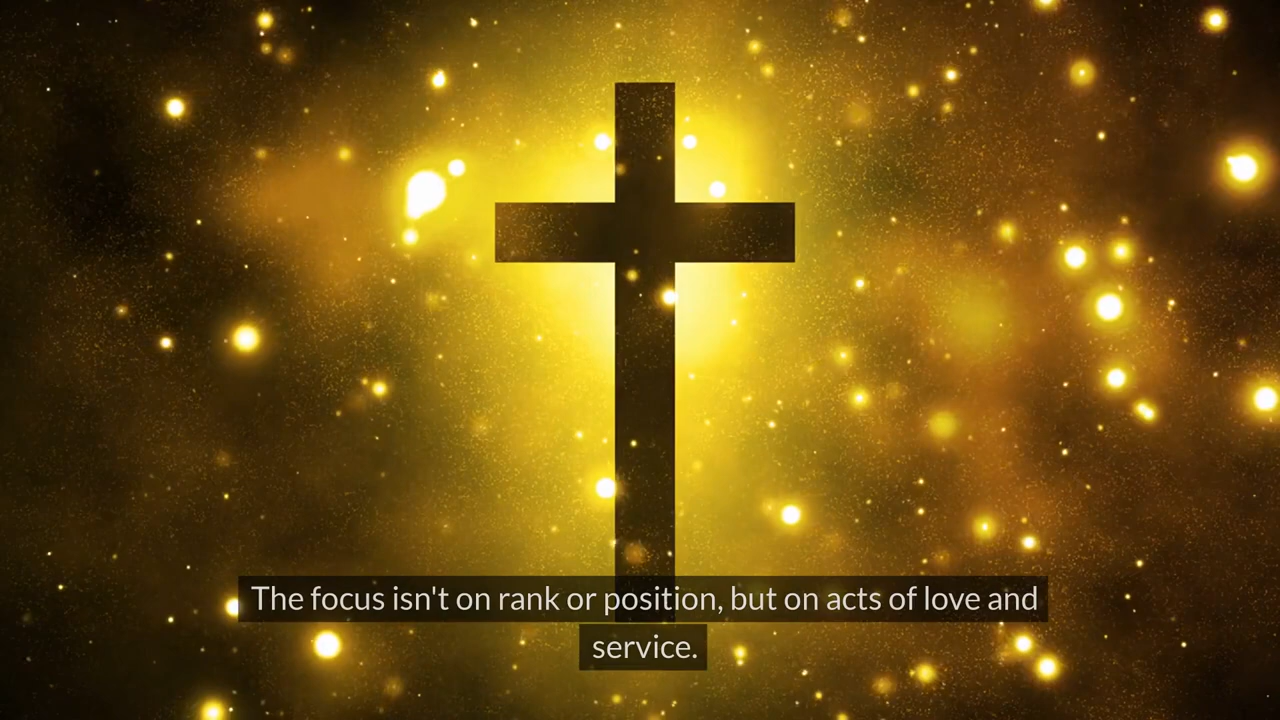 The focus isn't on rank or position, but on acts of love and
service.